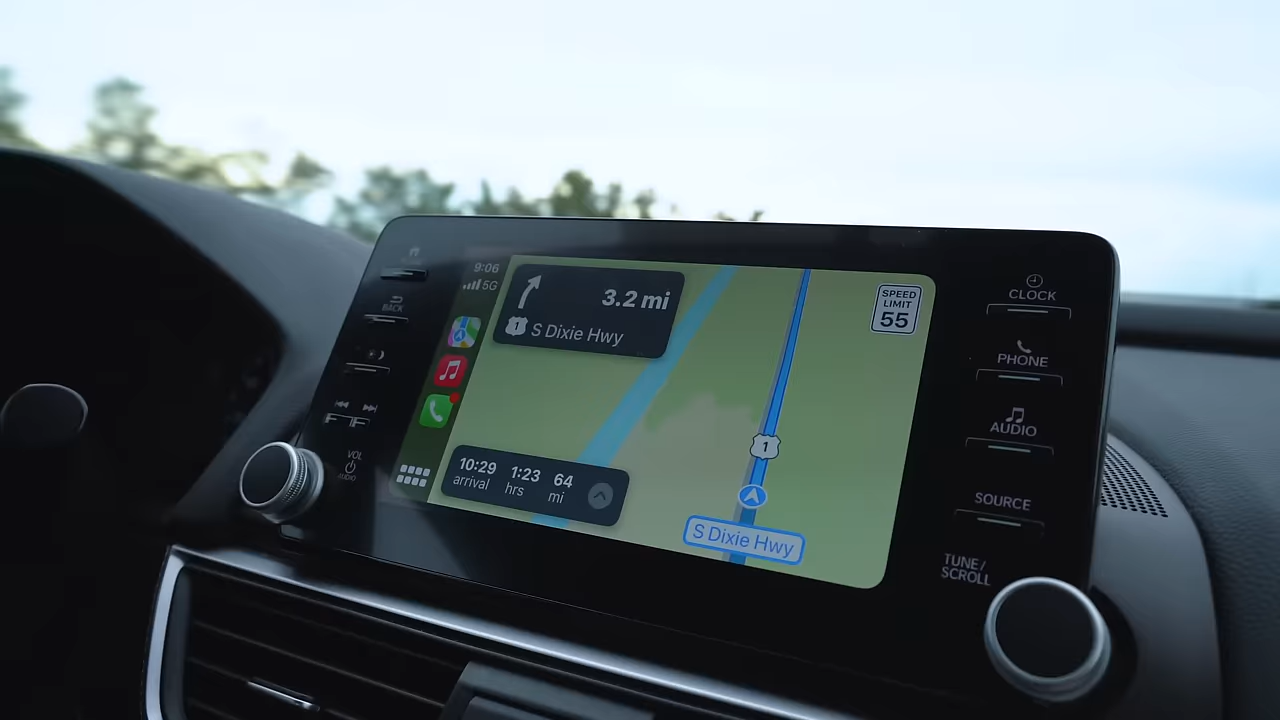 BACK
VOL
AUDIO
9:06
5G
3.2 mi
1 S Dixie Hwy
SPEED
LIMIT
55
1
10:29 1:23 64
arrival hrs mi
S Dixie Hwy
CLOCK
PHONE
AUDIO
SOURCE
TUNE/
SCROLL